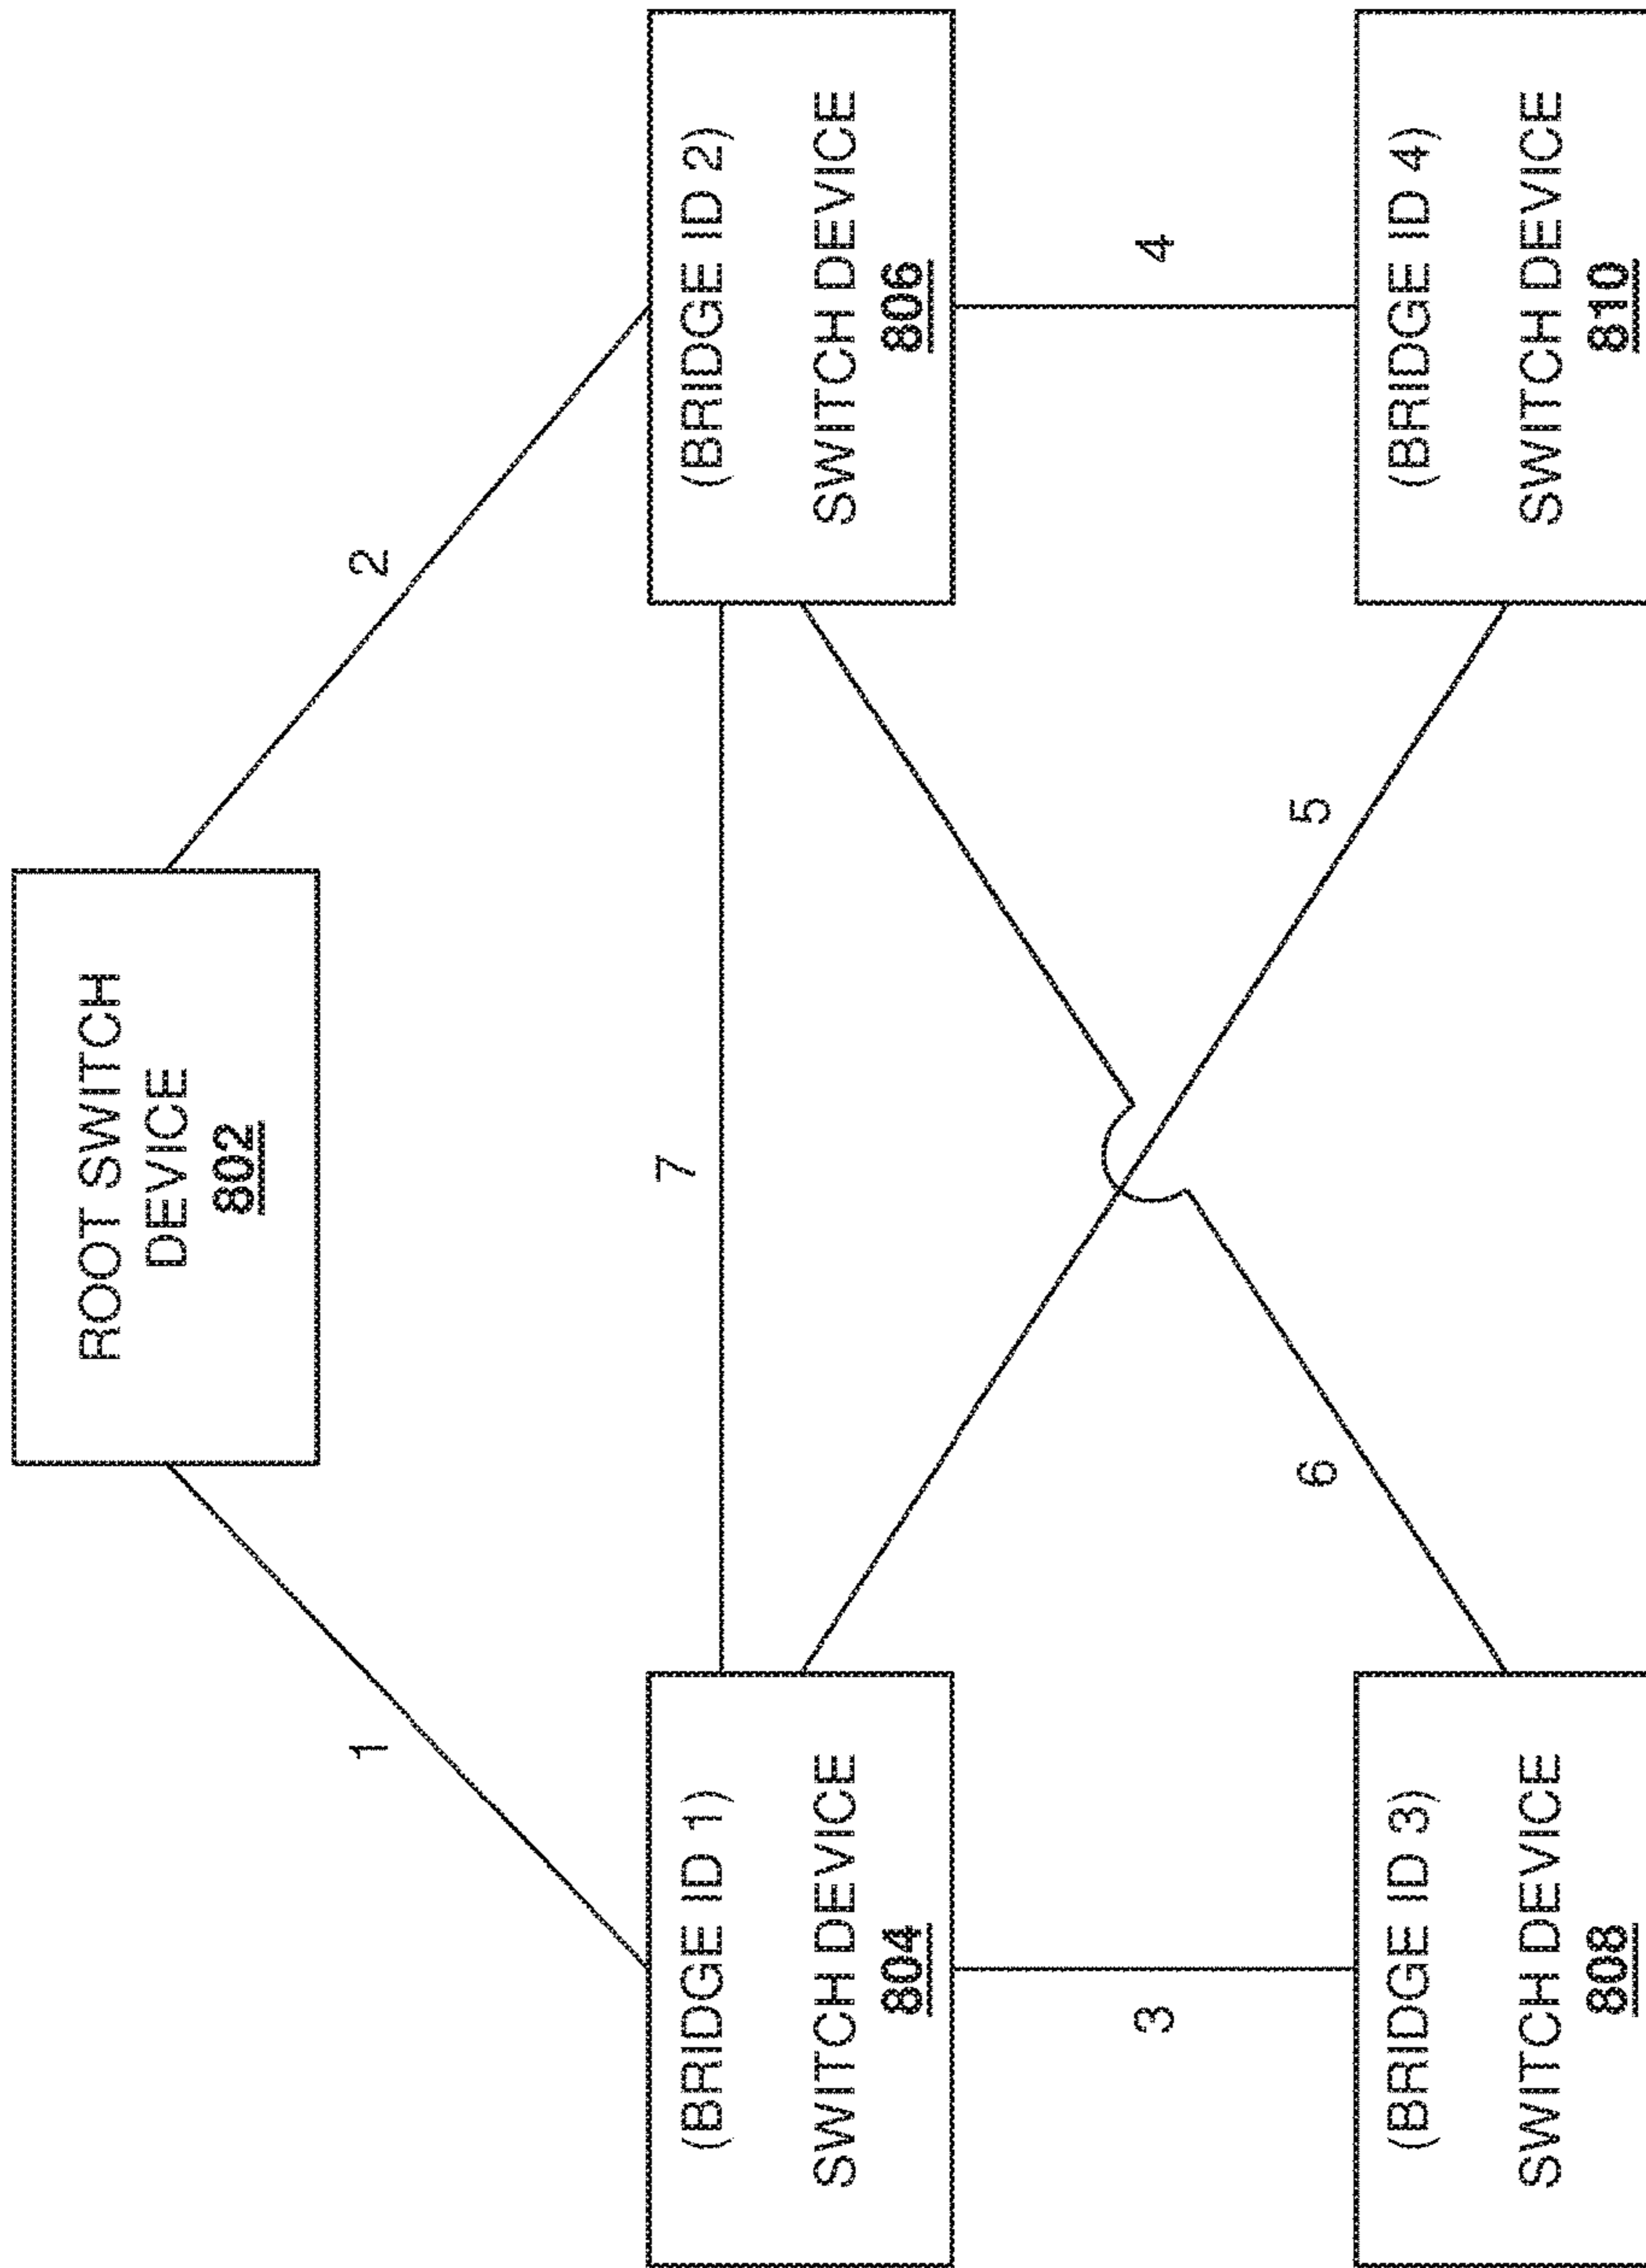 ROOT SWITCH
DEVICE
802
1
2
(BRIDGE ID 1)
SWITCH DEVICE
804
7
(BRIDGE ID 2)
SWITCH DEVICE
806
3
6
5
4
(BRIDGE ID 3)
SWITCH DEVICE
808
(BRIDGE ID 4)
SWITCH DEVICE
810